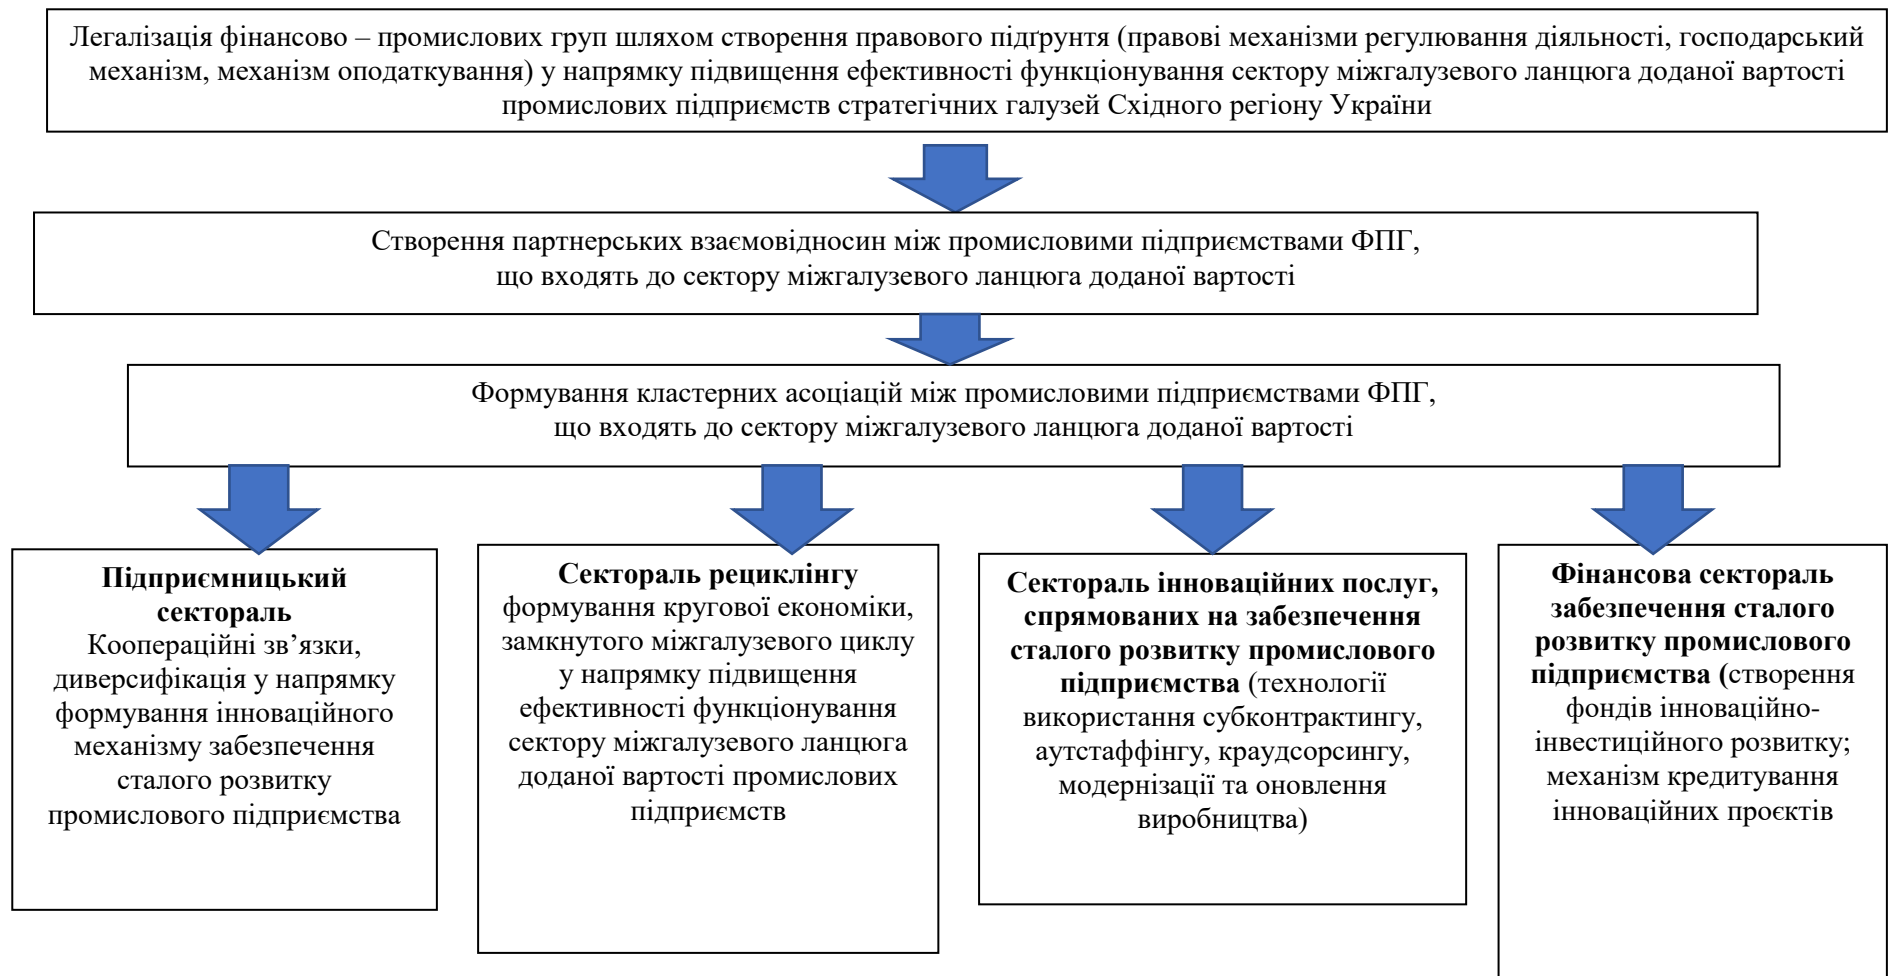 Легалізація фінансово – промислових груп шляхом створення правового підґрунтя (правові механізми регулювання діяльності, господарський
механізм, механізм оподаткування) у напрямку підвищення ефективності функціонування сектору міжгалузевого ланцюга доданої вартості
промислових підприємств стратегічних галузей Східного регіону України
Створення партнерських взаємовідносин між промисловими підприємствами ФПГ,
що входять до сектору міжгалузевого ланцюга доданої вартості
Формування кластерних асоціацій між промисловими підприємствами ФПГ,
що входять до сектору міжгалузевого ланцюга доданої вартості
Підприємницький
сектораль
Коопераційні зв’язки,
диверсифікація у напрямку
формування інноваційного
механізму забезпечення
сталого розвитку
промислового підприємства
Сектораль рециклінгу
формування кругової економіки,
замкнутого міжгалузевого циклу
у напрямку підвищення
ефективності функціонування
сектору міжгалузевого ланцюга
доданої вартості промислових
підприємств
Сектораль інноваційних послуг,
спрямованих на забезпечення
сталого розвитку промислового
підприємства (технології
використання субконтрактингу,
аутстаффінгу, краудсорсингу,
модернізації та оновлення
виробництва)
Фінансова сектораль
забезпечення сталого
розвитку промислового
підприємства (створення
фондів інноваційно-
інвестиційного розвитку;
механізм кредитування
інноваційних проєктів